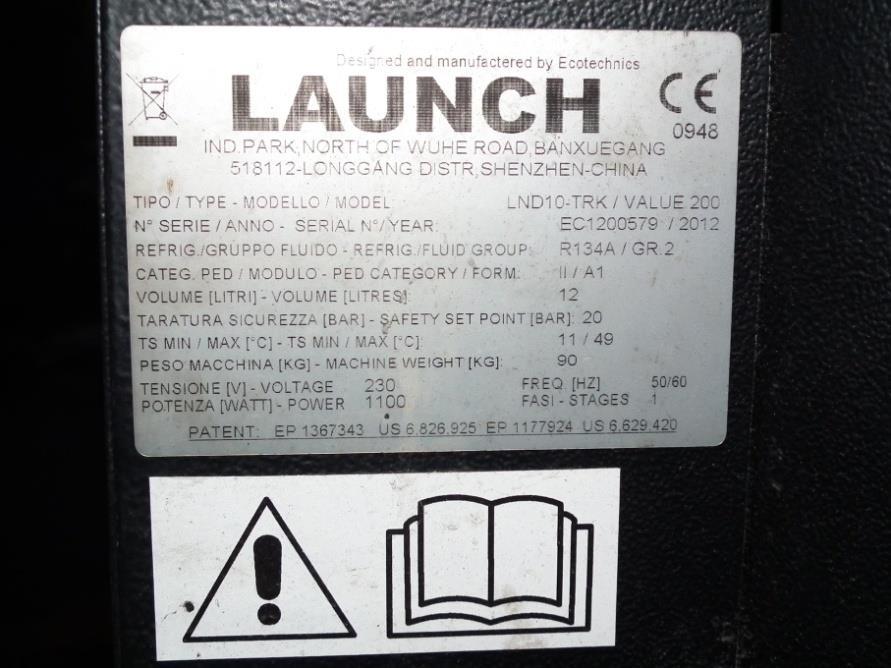 Designed and manufactered by Ecotechnics
LAUNCH
CE
0948
IND.PARK,NORTH OF WUHE ROAD,BANXUEGANG
518112-LONGGANG DISTR,SHENZHEN-CHINA
TIPO / TYPE - MODELLO / MODEL: LND10-TRK / VALUE 200
N° SERIE / ANNO - SERIAL N°/ YEAR: EC1200579 / 2012
REFRIG./GRUPPO FLUIDO - REFRIG./FLUID GROUP: R134A / GR.2
CATEG. PED / MODULO - PED CATEGORY / FORM: II / A1
VOLUME [LITRI] - VOLUME [LITRES]: 12
TARATURA SICUREZZA [BAR] - SAFETY SET POINT [BAR]: 20
TS MIN / MAX [°C] - TS MIN / MAX [°C]: 11 / 49
PESO MACCHINA [KG] - MACHINE WEIGHT [KG]: 90
TENSIONE [V] - VOLTAGE 230 FREQ. [HZ] 50/60
POTENZA [WATT] - POWER 1100 FASI - STAGES 1
PATENT: EP 1367343 US 6.826.925 EP 1177924 US 6.629.420